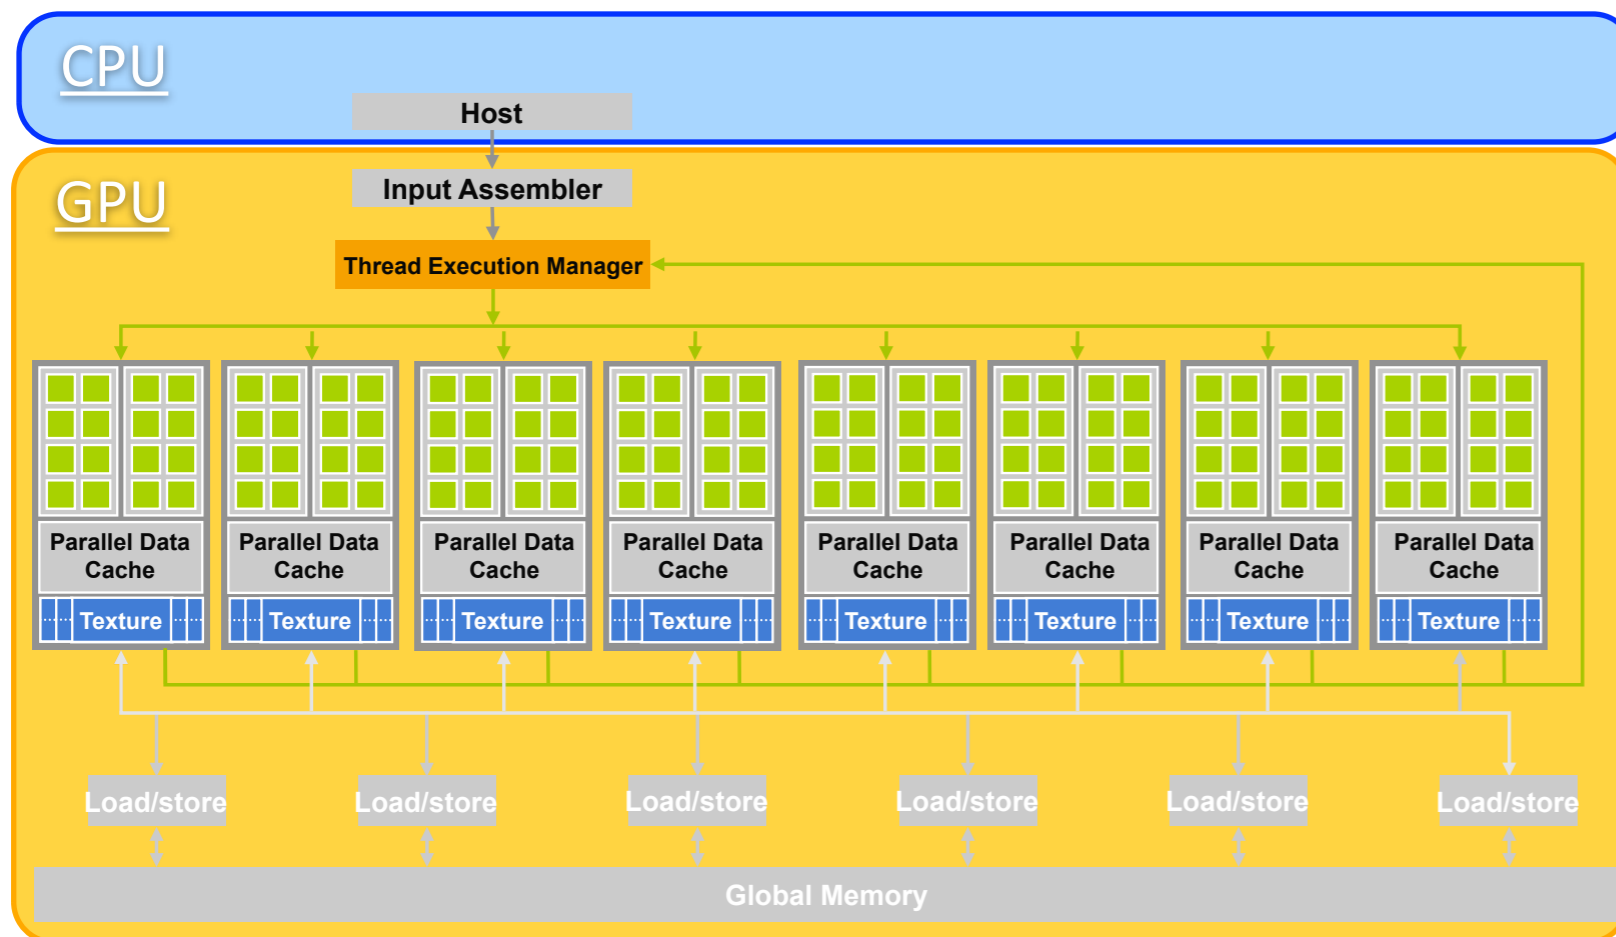 CPU
Host
GPU
Input Assembler
Thread Execution Manager
Parallel Data Cache
Parallel Data Cache
Parallel Data Cache
Parallel Data Cache
Parallel Data Cache
Parallel Data Cache
Parallel Data Cache
Parallel Data Cache
Texture
Texture
Texture
Texture
Texture
Texture
Texture
Texture
Load/store
Load/store
Load/store
Load/store
Load/store
Load/store
Global Memory